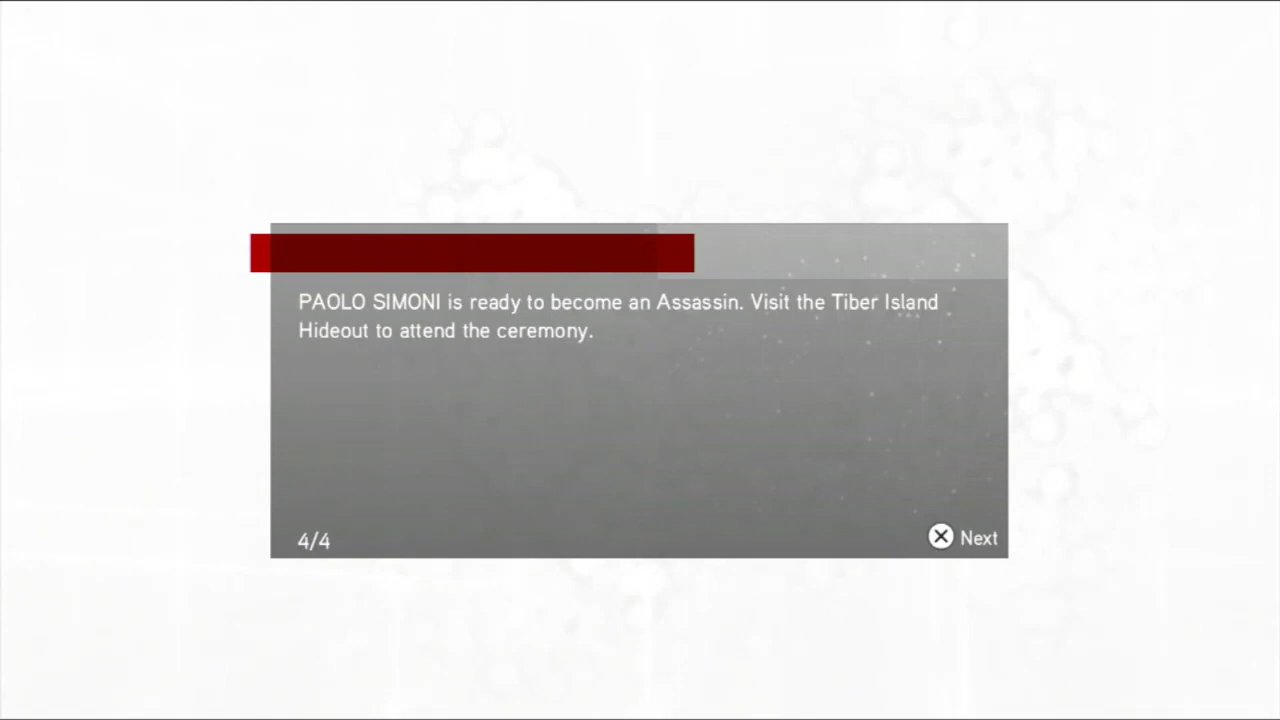 PAOLO SIMONI is ready to become an Assassin. Visit the Tiber Island
Hideout to attend the ceremony.
4/4
Next